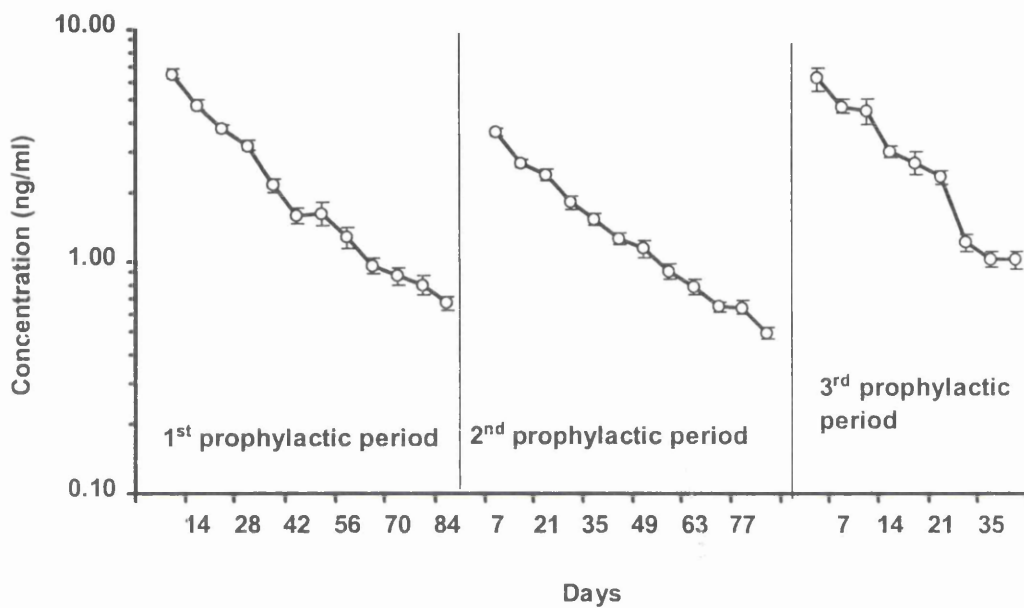 10.00
1.00
0.10
Concentration (ng/ml)
1st prophylactic period
2nd prophylactic period
3rd prophylactic
period
14 28 42 56 70 84 7 21 35 49 63 77 7 14 21 35
Days